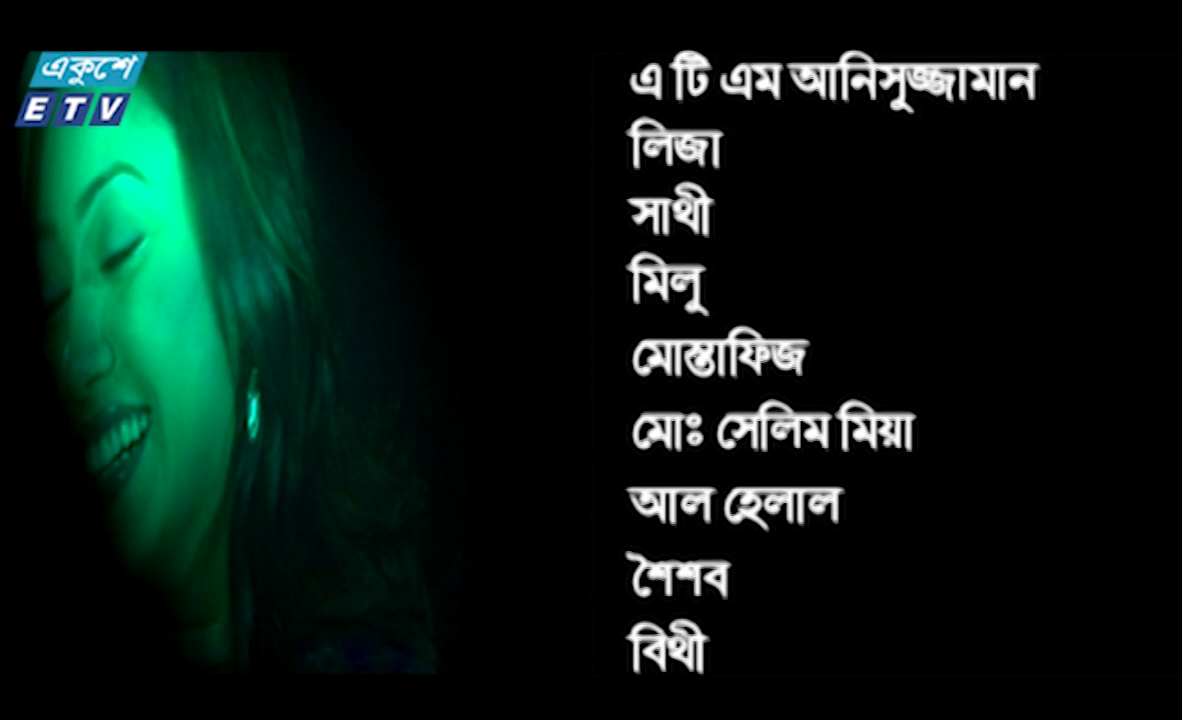 একুশে
ETV
এ টি এম আনিসুজ্জামান
লিজা
সাথী
মিলু
মোস্তাফিজ
মোঃ সেলিম মিয়া
আল হেলাল
শৈশব
বিথী